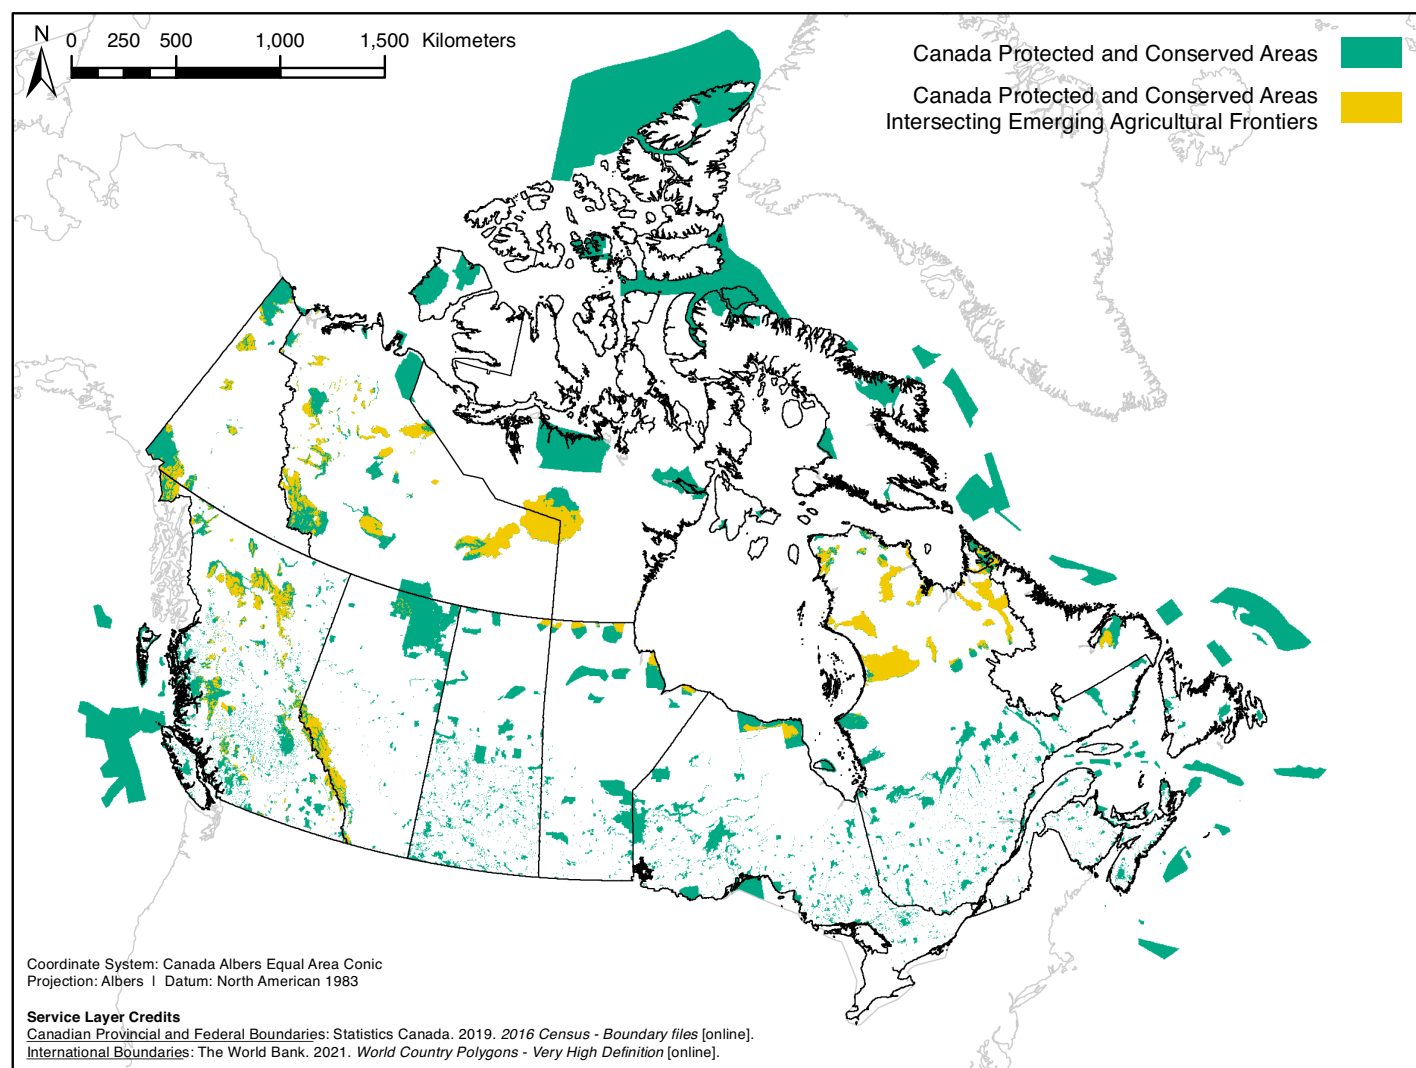 N
0 250 500 1,000 1,500 Kilometers
Canada Protected and Conserved Areas
Canada Protected and Conserved Areas
Intersecting Emerging Agricultural Frontiers
Coordinate System: Canada Albers Equal Area Conic
Projection: Albers | Datum: North American 1983
Service Layer Credits
Canadian Provincial and Federal Boundaries: Statistics Canada. 2019. 2016 Census - Boundary files [online].
International Boundaries: The World Bank. 2021. World Country Polygons - Very High Definition [online].